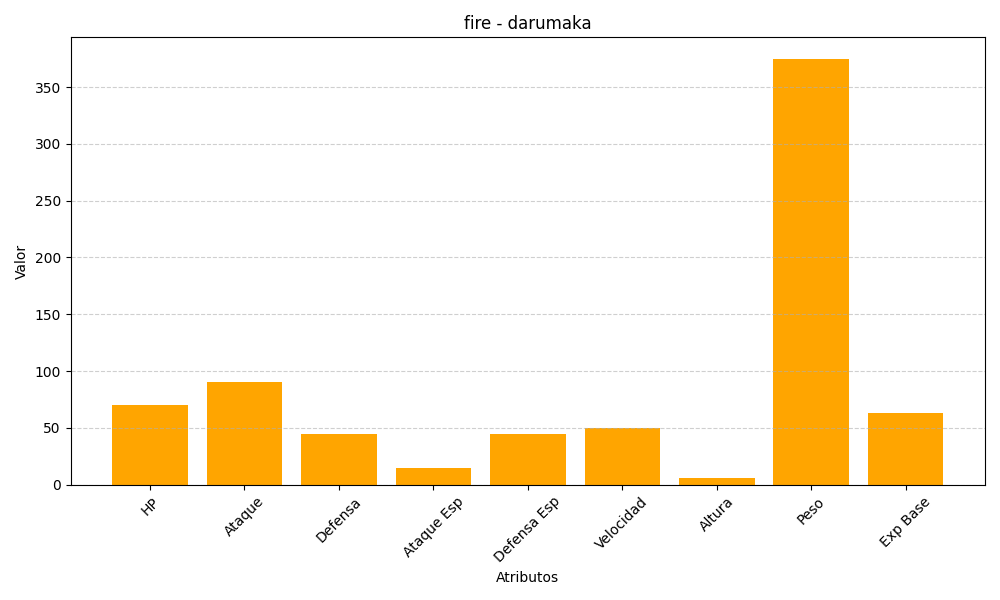 fire - darumaka
Valor
350
300
250
200
150
100
50
0
HP
Ataque
Defensa
Ataque Esp
Defensa Esp
Velocidad
Altura
Peso
Exp Base
Atributos